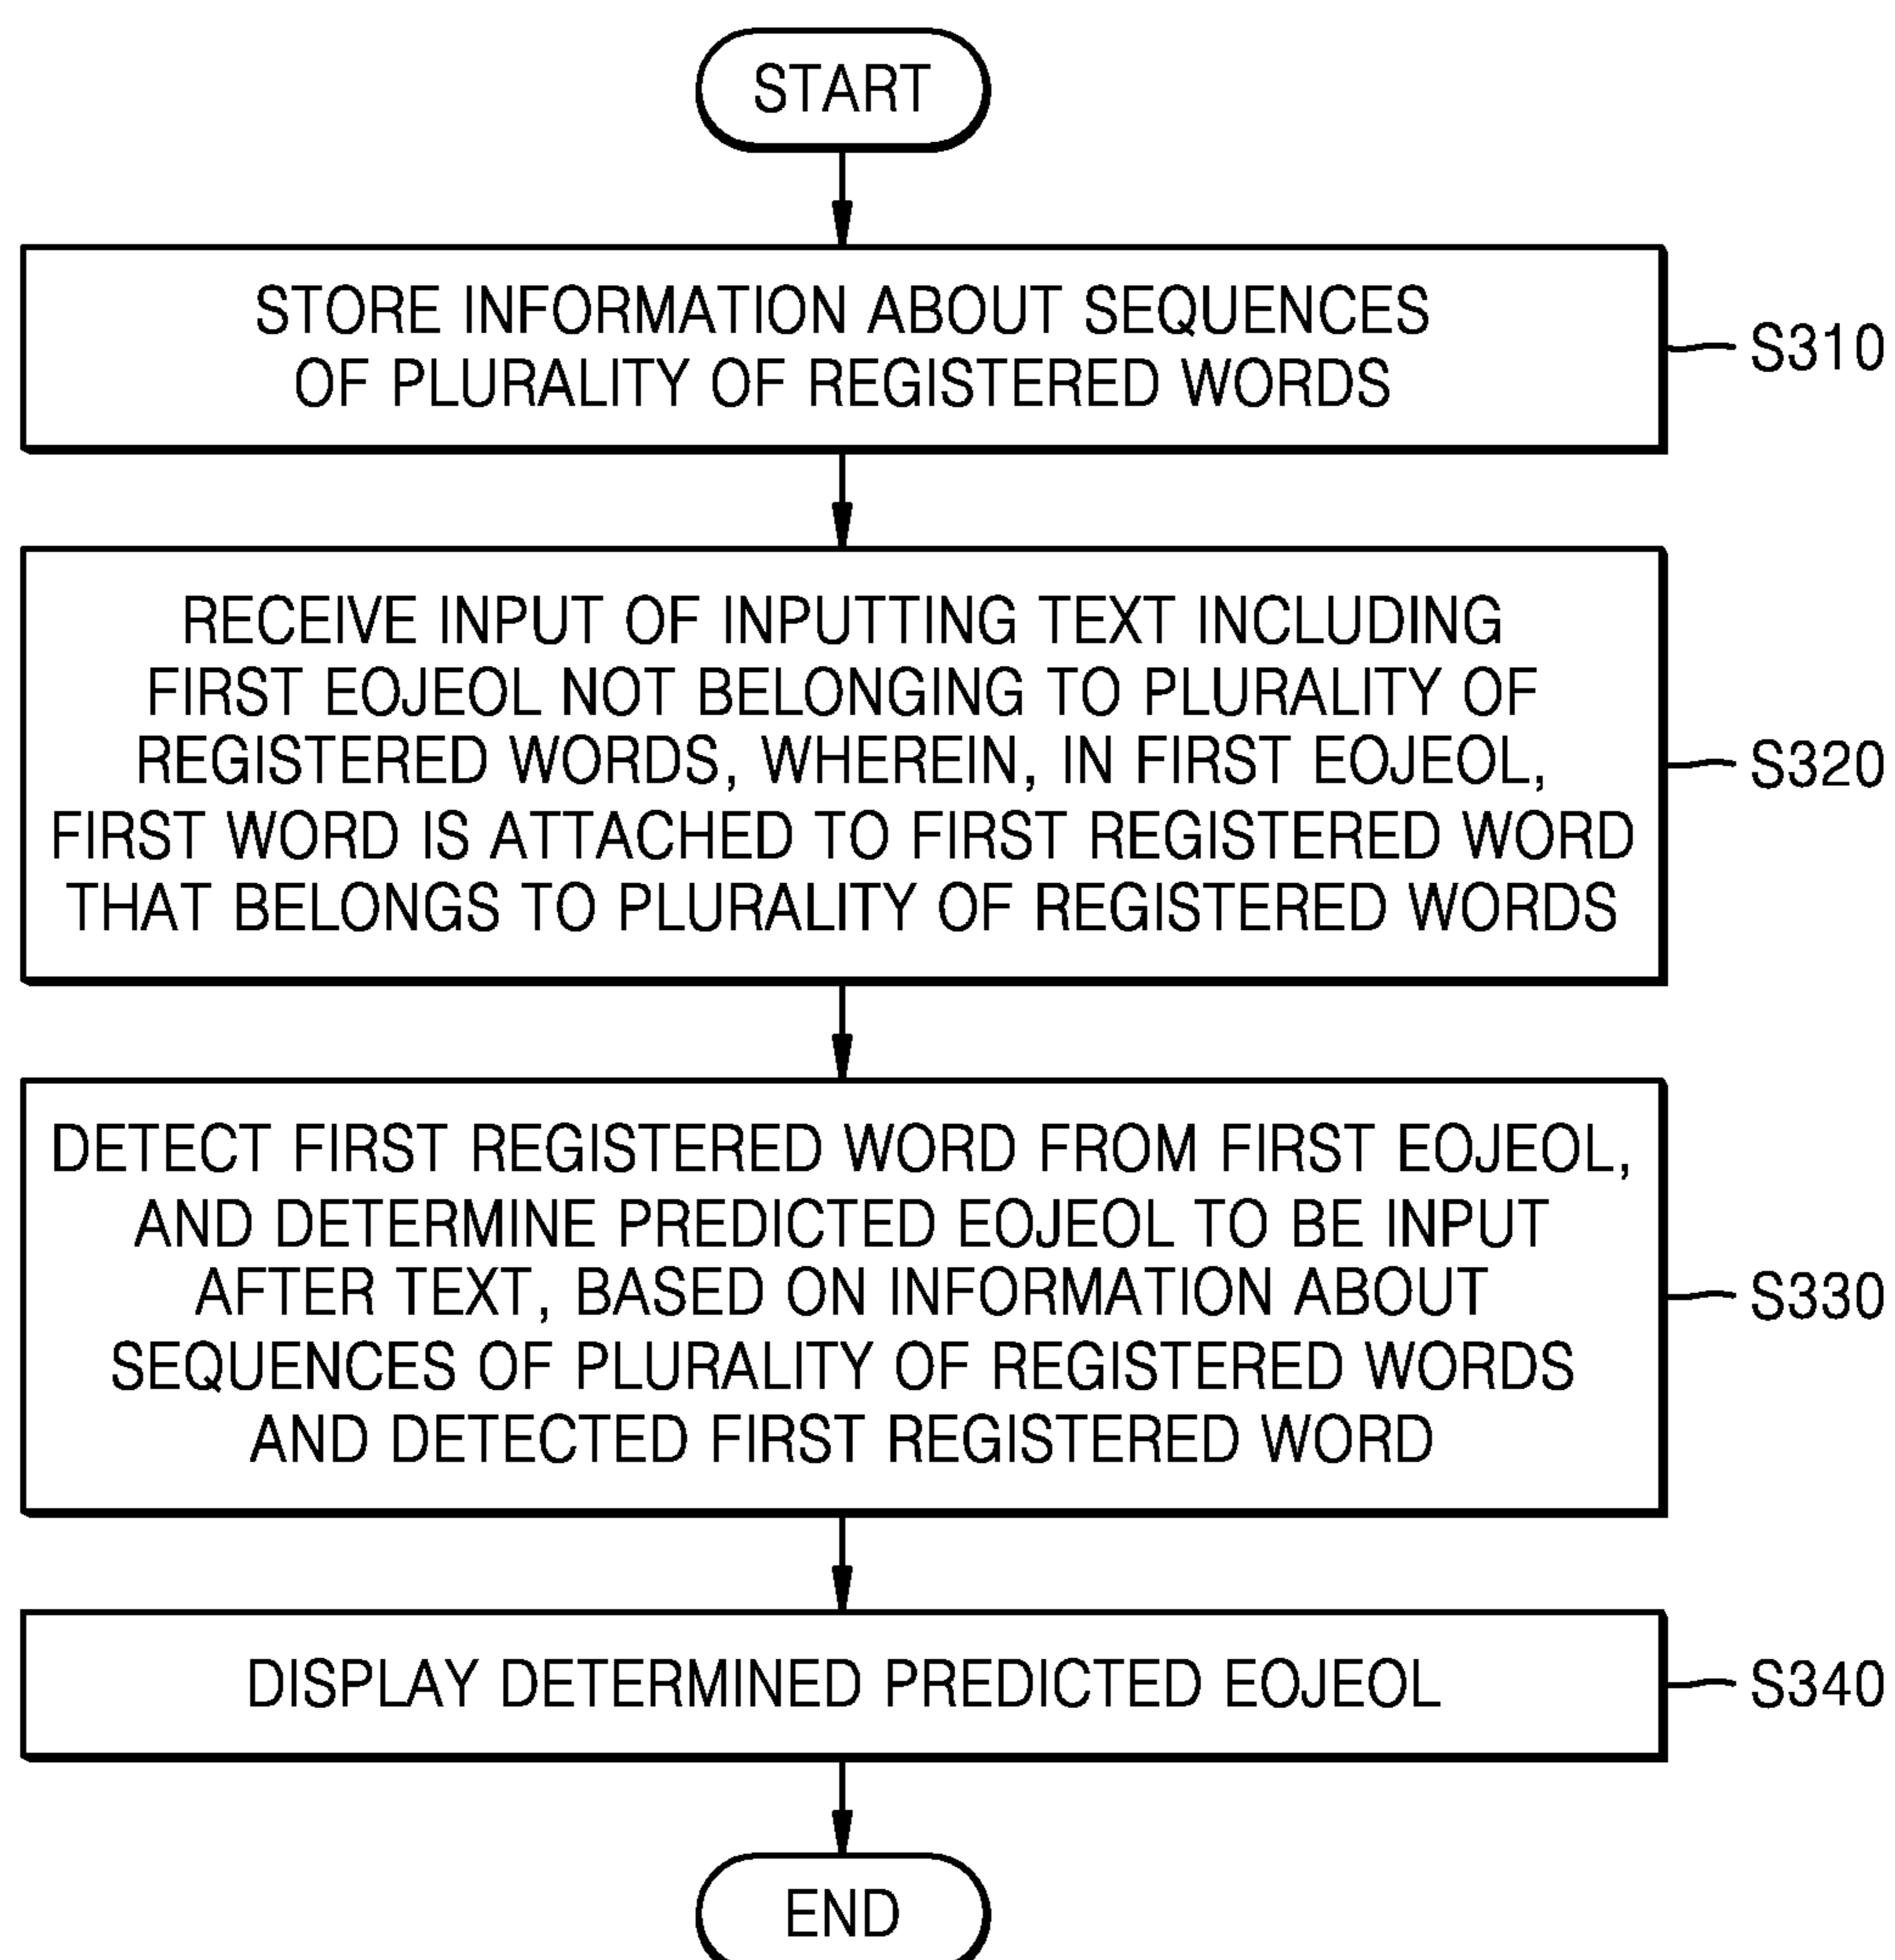 START
STORE INFORMATION ABOUT SEQUENCES
OF PLURALITY OF REGISTERED WORDS
S310
RECEIVE INPUT OF INPUTTING TEXT INCLUDING
FIRST EOJEOL NOT BELONGING TO PLURALITY OF
REGISTERED WORDS, WHEREIN, IN FIRST EOJEOL,
FIRST WORD IS ATTACHED TO FIRST REGISTERED WORD
THAT BELONGS TO PLURALITY OF REGISTERED WORDS
S320
DETECT FIRST REGISTERED WORD FROM FIRST EOJEOL,
AND DETERMINE PREDICTED EOJEOL TO BE INPUT
AFTER TEXT, BASED ON INFORMATION ABOUT
SEQUENCES OF PLURALITY OF REGISTERED WORDS
AND DETECTED FIRST REGISTERED WORD
S330
DISPLAY DETERMINED PREDICTED EOJEOL
S340
END